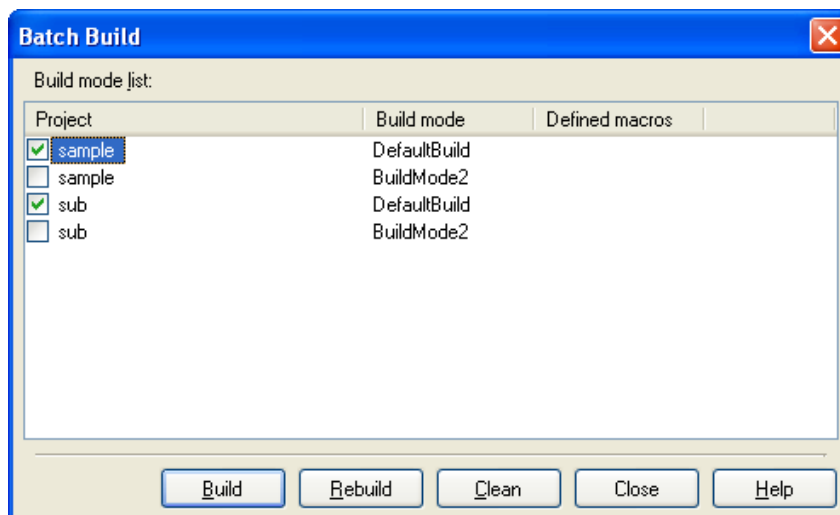 Batch Build
Build mode list:
Project Build mode Defined macros
sample DefaultBuild
sample BuildMode2
sub DefaultBuild
sub BuildMode2
Build Rebuild Clean Close Help